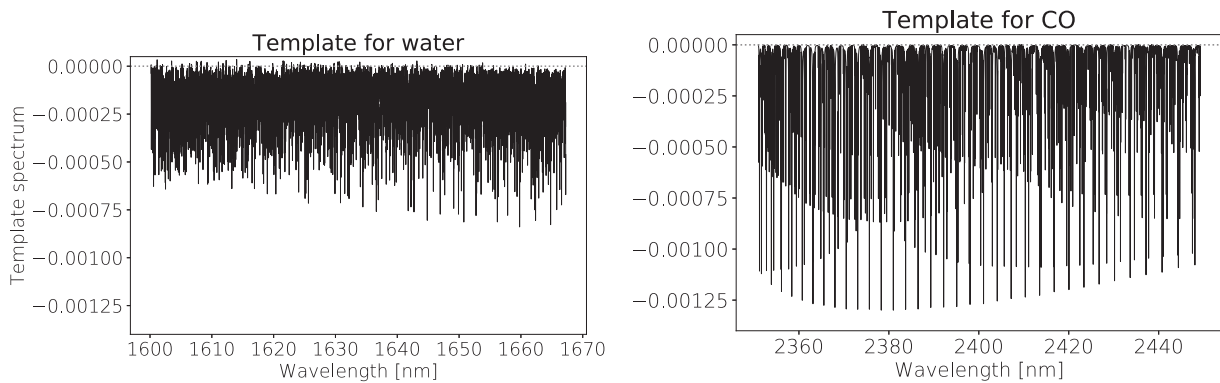 Template for water
Template spectrum
0.00000
−0.00025
−0.00050
−0.00075
−0.00100
−0.00125
1600 1610 1620 1630 1640 1650 1660 1670
Wavelength [nm]
Template for CO
0.00000
−0.00025
−0.00050
−0.00075
−0.00100
−0.00125
2360 2380 2400 2420 2440
Wavelength [nm]